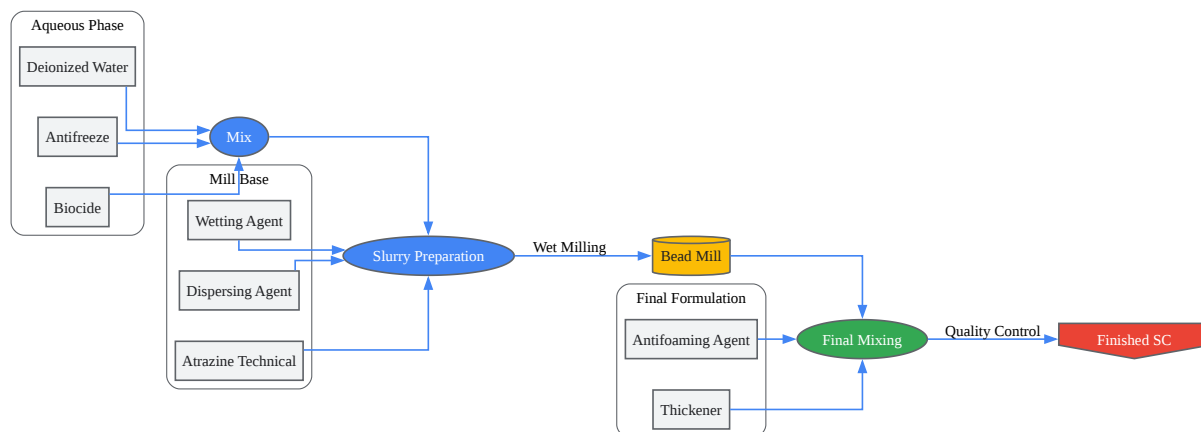 Aqueous Phase
Deionized Water
Antifreeze
Biocide
Mix
Mill Base
Wetting Agent
Dispersing Agent
Atrazine Technical
Slurry Preparation
Wet Milling
Bead Mill
Final Formulation
Antifoaming Agent
Thickener
Final Mixing
Quality Control
Finished SC